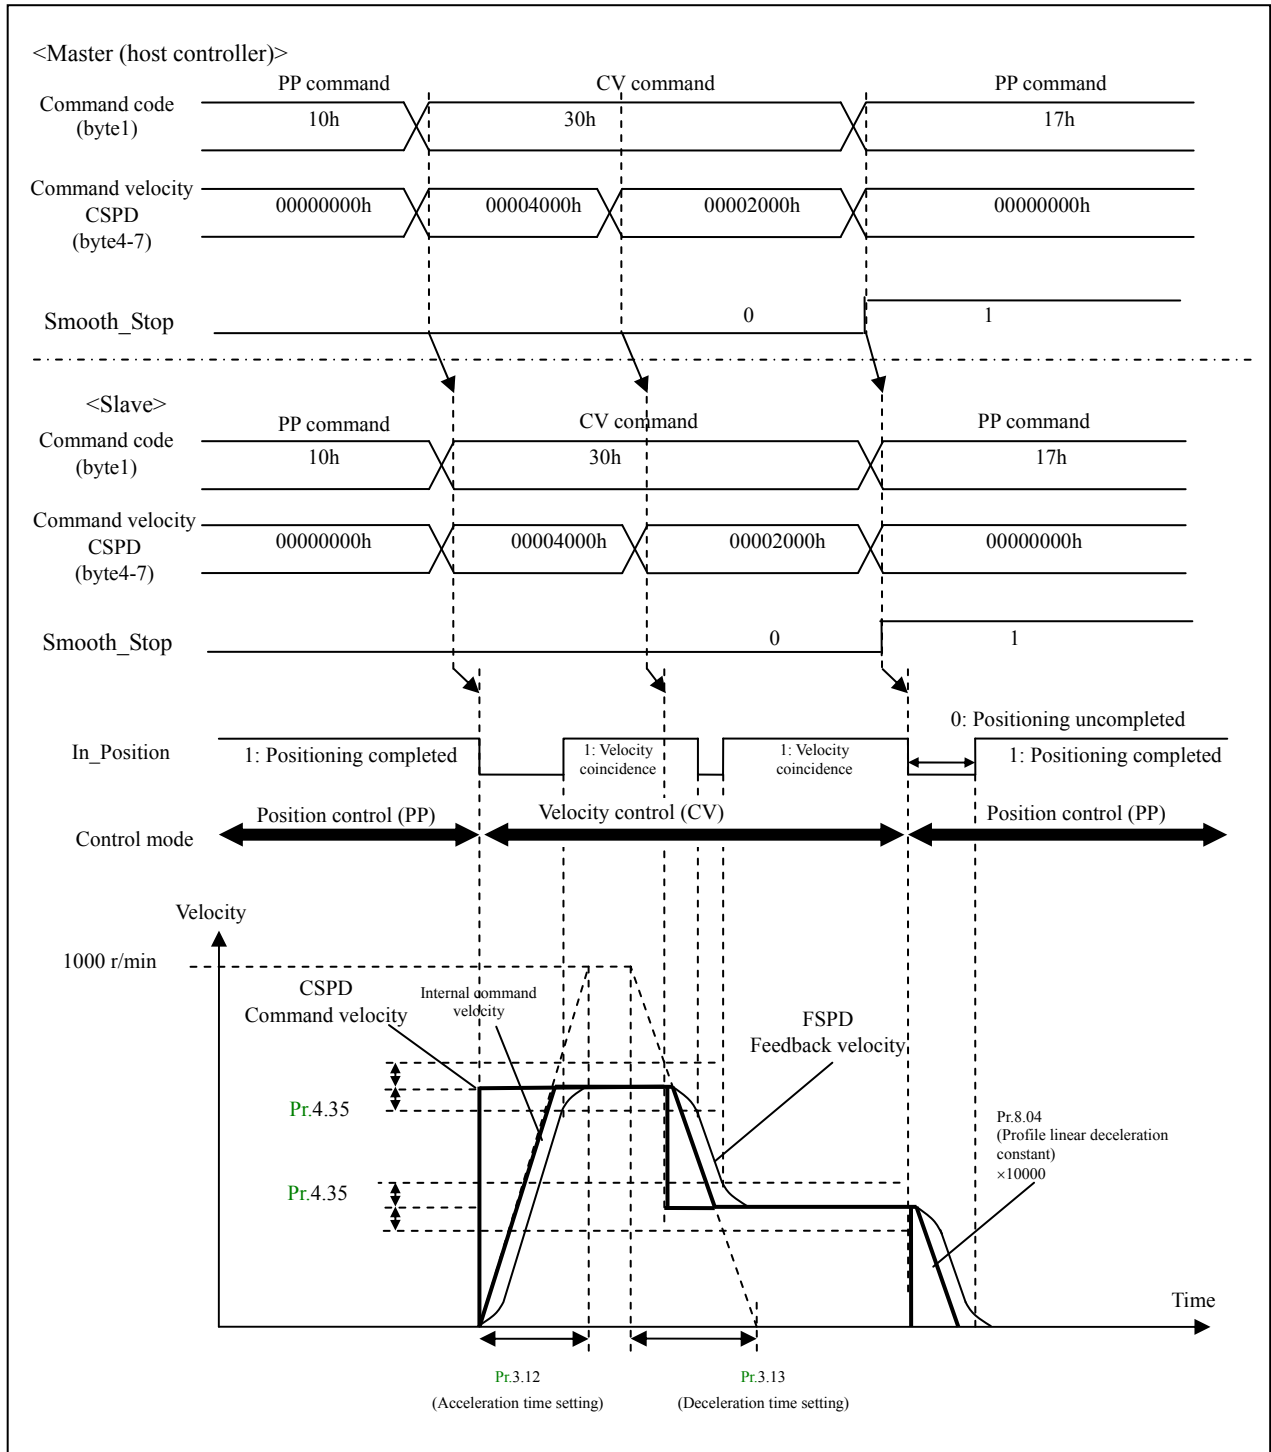 <Master (host controller)>
PP command
CV command
PP command
Command code
(byte1)
10h
30h
17h
Command velocity
CSPD
(byte4-7)
00000000h
00004000h
00002000h
00000000h
Smooth_Stop
0
1
<Slave>
PP command
CV command
PP command
Command code
(byte1)
10h
30h
17h
Command velocity
CSPD
(byte4-7)
00000000h
00004000h
00002000h
00000000h
Smooth_Stop
0
1
0: Positioning uncompleted
In_Position
1: Positioning completed
1: Velocity
coincidence
1: Velocity
coincidence
1: Positioning completed
Control mode
Position control (PP)
Velocity control (CV)
Position control (PP)
Velocity
1000 r/min
CSPD
Command velocity
Internal command
velocity
FSPD
Feedback velocity
Pr.4.35
Pr.8.04
(Profile linear deceleration
constant)
×10000
Pr.4.35
Time
Pr.3.12
(Acceleration time setting)
Pr.3.13
(Deceleration time setting)